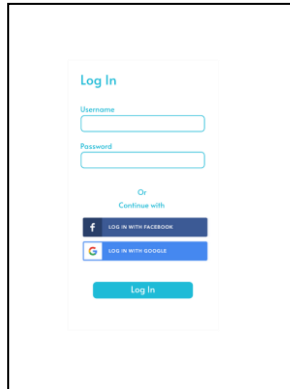 Log In
Username
Password
Or
Continue with
f LOG IN WITH FACEBOOK
G LOG IN WITH GOOGLE
Log In